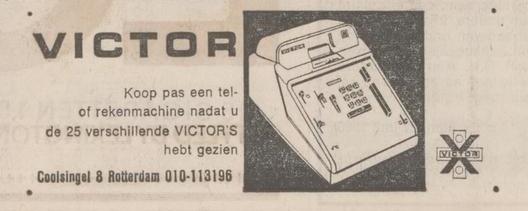 VICTOR
Koop pas een tel-
of rekenmachine nadat u
de 25 verschillende VICTOR'S
hebt gezien
Coolsingel 8 Rotterdam 010-113196
VICTOR
VICTOR